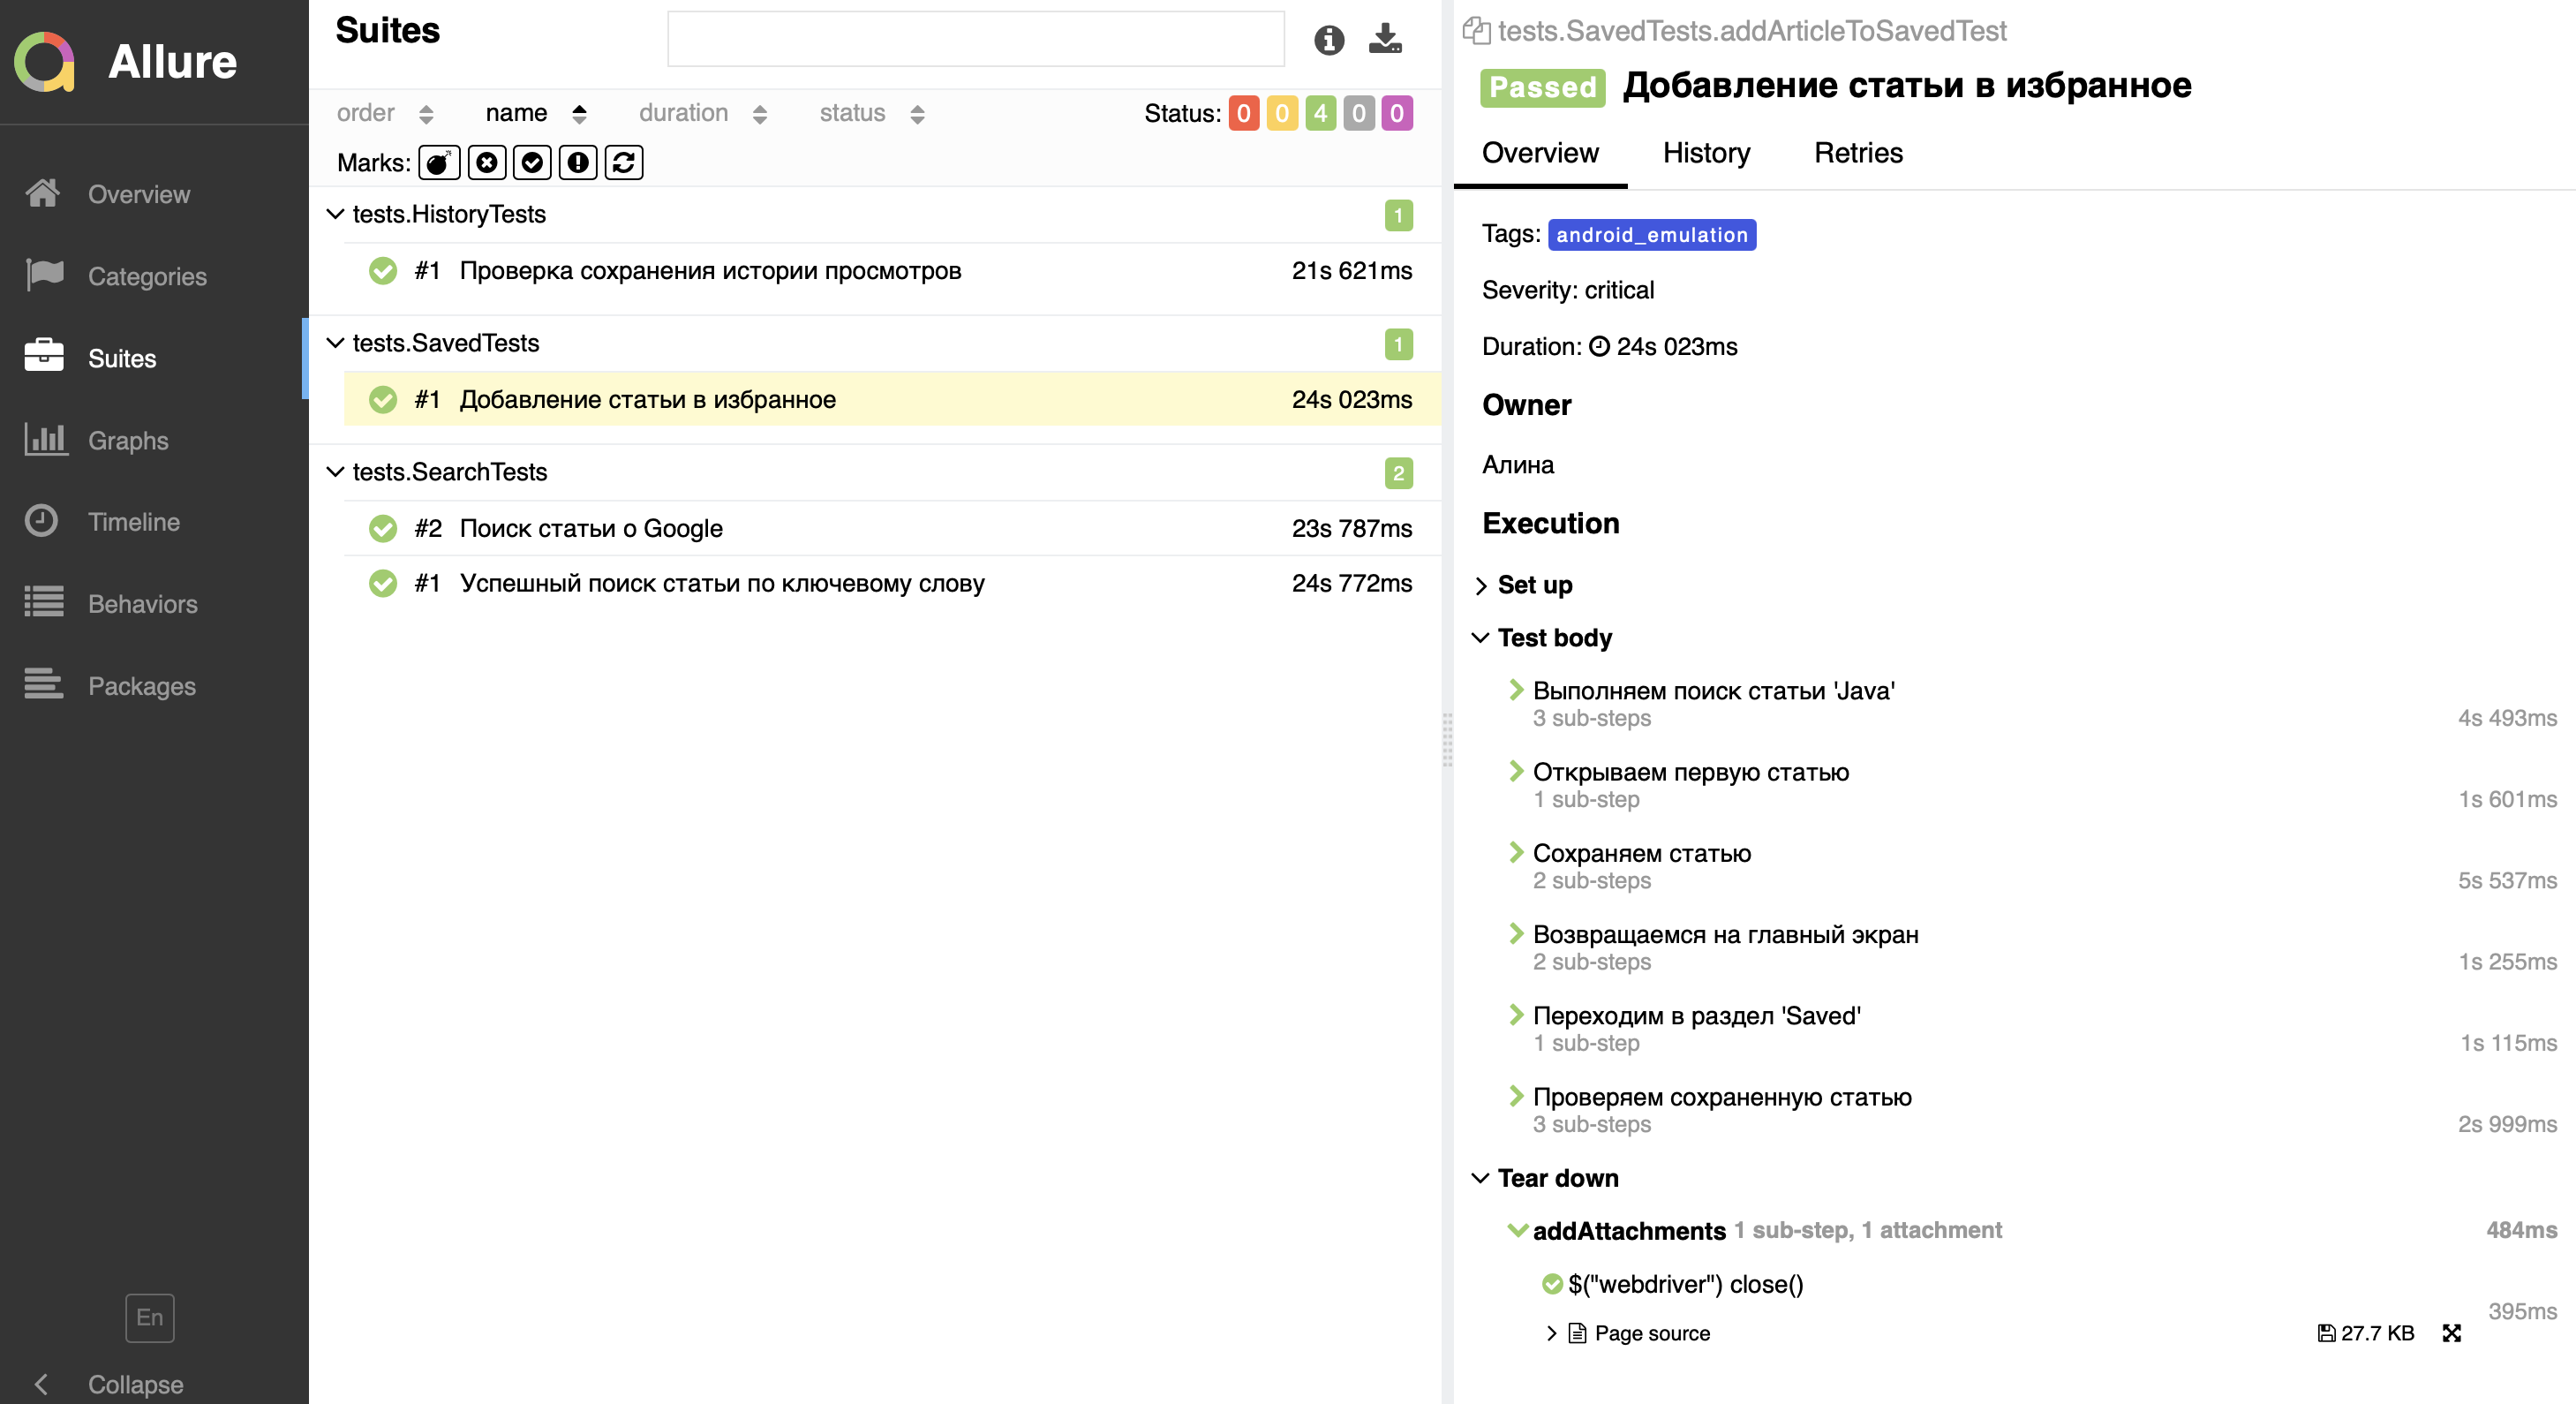 Allure
Overview
Categories
Suites
Graphs
Timeline
Behaviors
Packages
En
Collapse
Suites
order name duration status Status: 0 0 4 0 0
Marks:
tests.HistoryTests 1
#1 Проверка сохранения истории просмотров 21s 621ms
tests.SavedTests 1
#1 Добавление статьи в избранное 24s 023ms
tests.SearchTests 2
#2 Поиск статьи о Google 23s 787ms
#1 Успешный поиск статьи по ключевому слову 24s 772ms
tests.SavedTests.addArticleToSavedTest
Passed Добавление статьи в избранное
Overview History Retries
Tags: android_emulation
Severity: critical
Duration: 24s 023ms
Owner
Алина
Execution
Set up
Test body
Выполняем поиск статьи 'Java'
3 sub-steps 4s 493ms
Открываем первую статью
1 sub-step 1s 601ms
Сохраняем статью
2 sub-steps 5s 537ms
Возвращаемся на главный экран
2 sub-steps 1s 255ms
Переходим в раздел 'Saved'
1 sub-step 1s 115ms
Проверяем сохраненную статью
3 sub-steps 2s 999ms
Tear down
addAttachments 1 sub-step, 1 attachment 484ms
$("webdriver") close()
395ms
Page source 27.7 KB